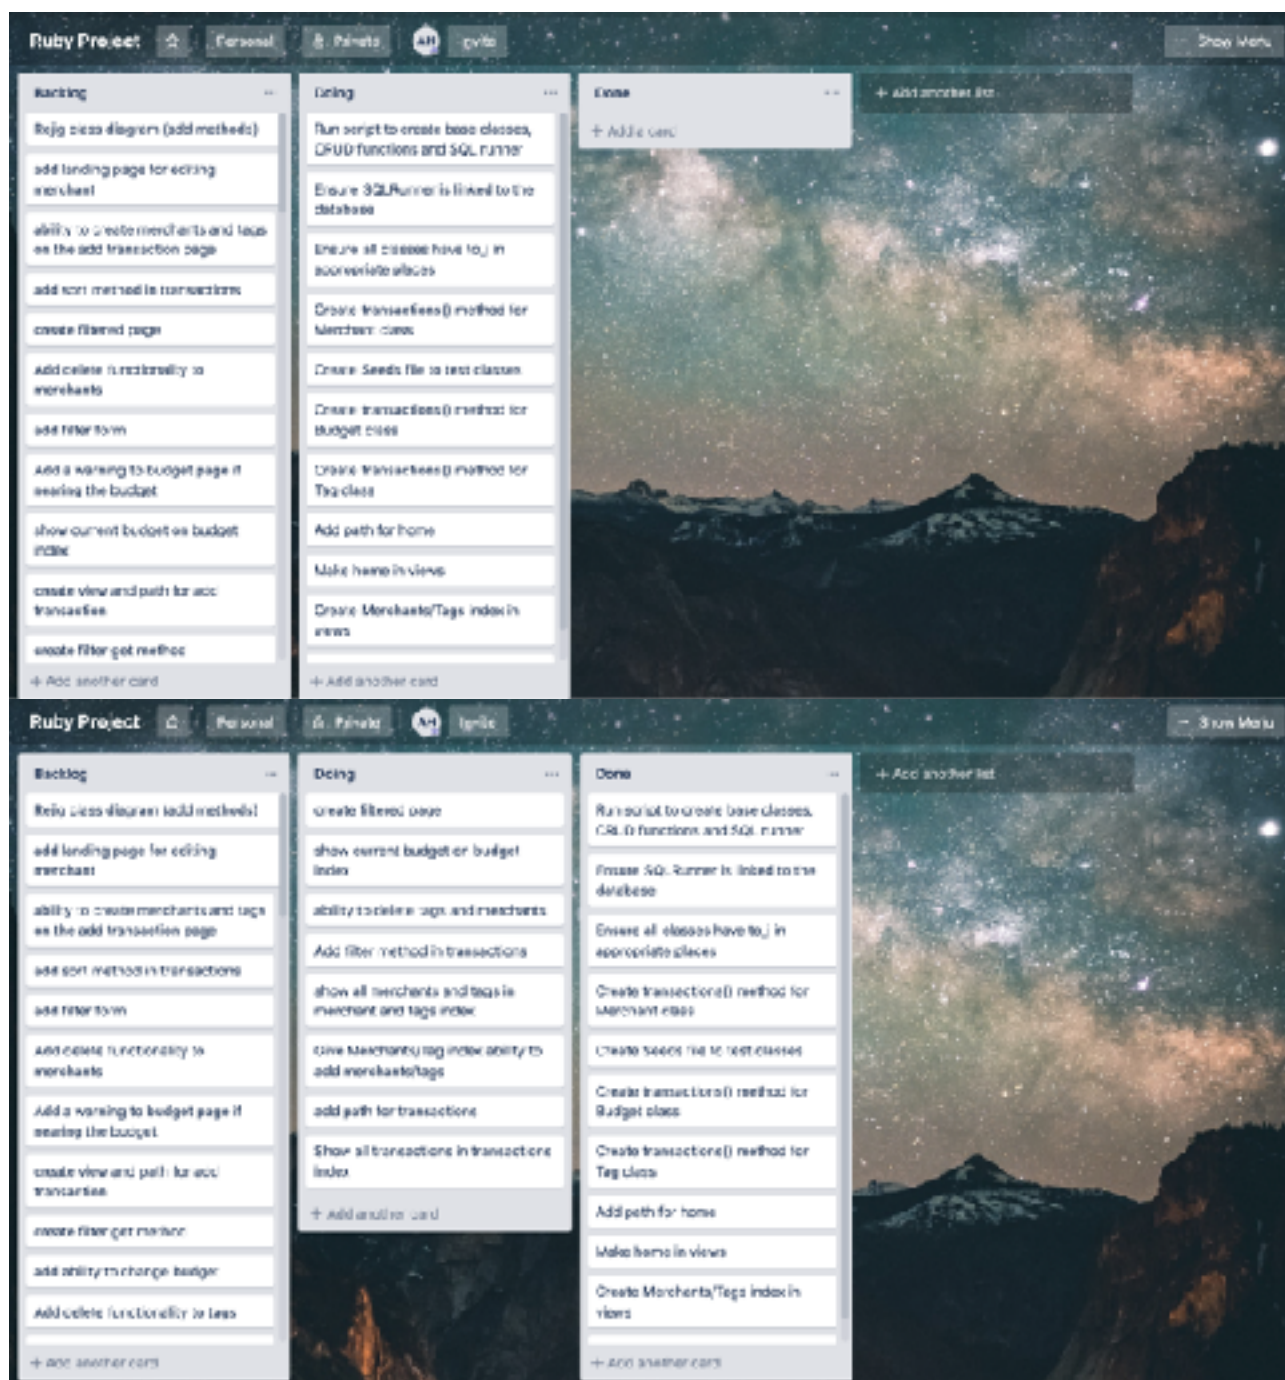 Ruby Project
Personal
Private
AH
Invite
Show Menu
Backlog
Rejig class diagram (add methods)
add landing page for editing
merchant
ability to create merchants and tags
on the add transaction page
add sort method in transactions
create filtered page
Add delete functionality to
merchants
add filter form
Add a warning to budget page if
nearing the budget
show current budget on budget
index
create view and path for add
transaction
create filter get method
+ Add another card
Doing
Run script to create base classes,
CRUD functions and SQL runner
Ensure SQLRunner is linked to the
database
Ensure all classes have to_i in
appropriate places
Create transactions() method for
Merchant class
Create Seeds file to test classes
Create transactions() method for
Budget class
Create transactions() method for
Tag class
Add path for home
Make home in views
Create Merchants/Tags index in
views
+ Add another card
Done
+ Add a card
+ Add another list
Ruby Project
Personal
Private
AH
Invite
Show Menu
Backlog
Rejig class diagram (add methods)
add landing page for editing
merchant
ability to create merchants and tags
on the add transaction page
add sort method in transactions
add filter form
Add delete functionality to
merchants
Add a warning to budget page if
nearing the budget
create view and path for add
transaction
create filter get method
add ability to change budget
Add delete functionality to tags
+ Add another card
Doing
create filtered page
show current budget on budget
index
ability to delete tags and merchants
Add filter method in transactions
show all merchants and tags in
merchant and tags index
Give Merchants/tag index ability to
add merchants/tags
add path for transactions
Show all transactions in transactions
index
+ Add another card
Done
Run script to create base classes,
CRUD functions and SQL runner
Ensure SQLRunner is linked to the
database
Ensure all classes have to_i in
appropriate places
Create transactions() method for
Merchant class
Create Seeds file to test classes
Create transactions() method for
Budget class
Create transactions() method for
Tag class
Add path for home
Make home in views
Create Merchants/Tags index in
views
+ Add another card
+ Add another list